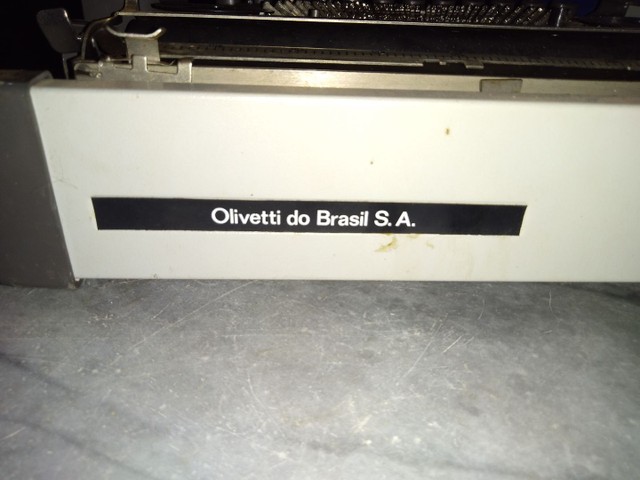 Olivetti do Brasil S. A.